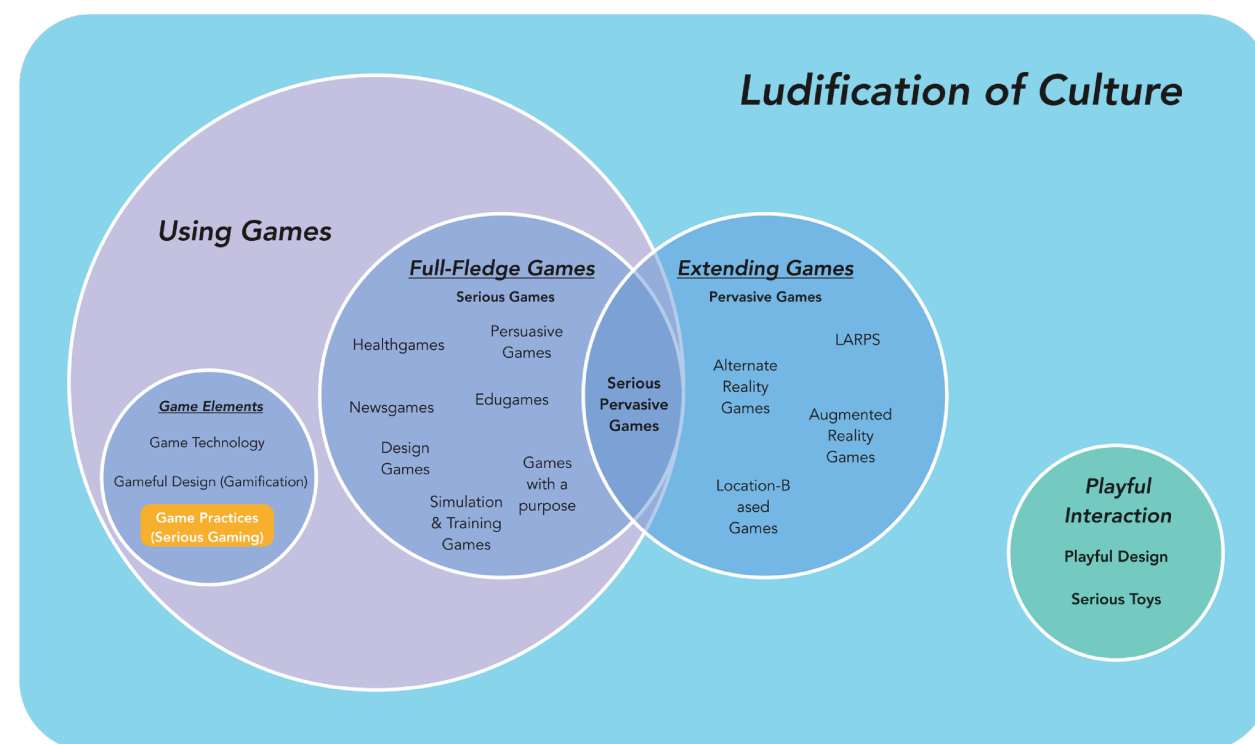 Ludification of Culture
Using Games
Full-Fledge Games
Serious Games
Healthgames
Persuasive
Games
Newsgames
Edugames
Design
Games
Games
with a
purpose
Simulation
& Training
Games
Game Elements
Game Technology
Gameful Design (Gamification)
Game Practices
(Serious Gaming)
Serious
Pervasive
Games
Extending Games
Pervasive Games
LARPS
Alternate
Reality
Games
Augmented
Reality
Games
Location-B
ased
Games
Playful
Interaction
Playful Design
Serious Toys